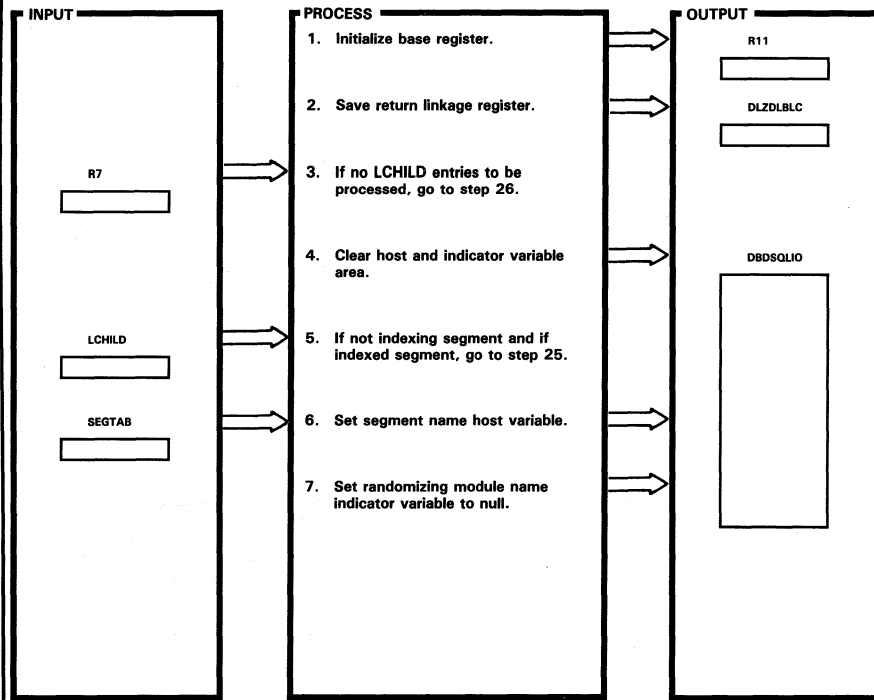 INPUT
R7
LCHILD
SEGTAB
PROCESS
1. Initialize base register.
2. Save return linkage register.
3. If no LCHILD entries to be
processed, go to step 26.
4. Clear host and indicator variable
area.
5. If not indexing segment and if
indexed segment, go to step 25.
6. Set segment name host variable.
7. Set randomizing module name
indicator variable to null.
OUTPUT
R11
DLZDLBLC
DBDSQLIO